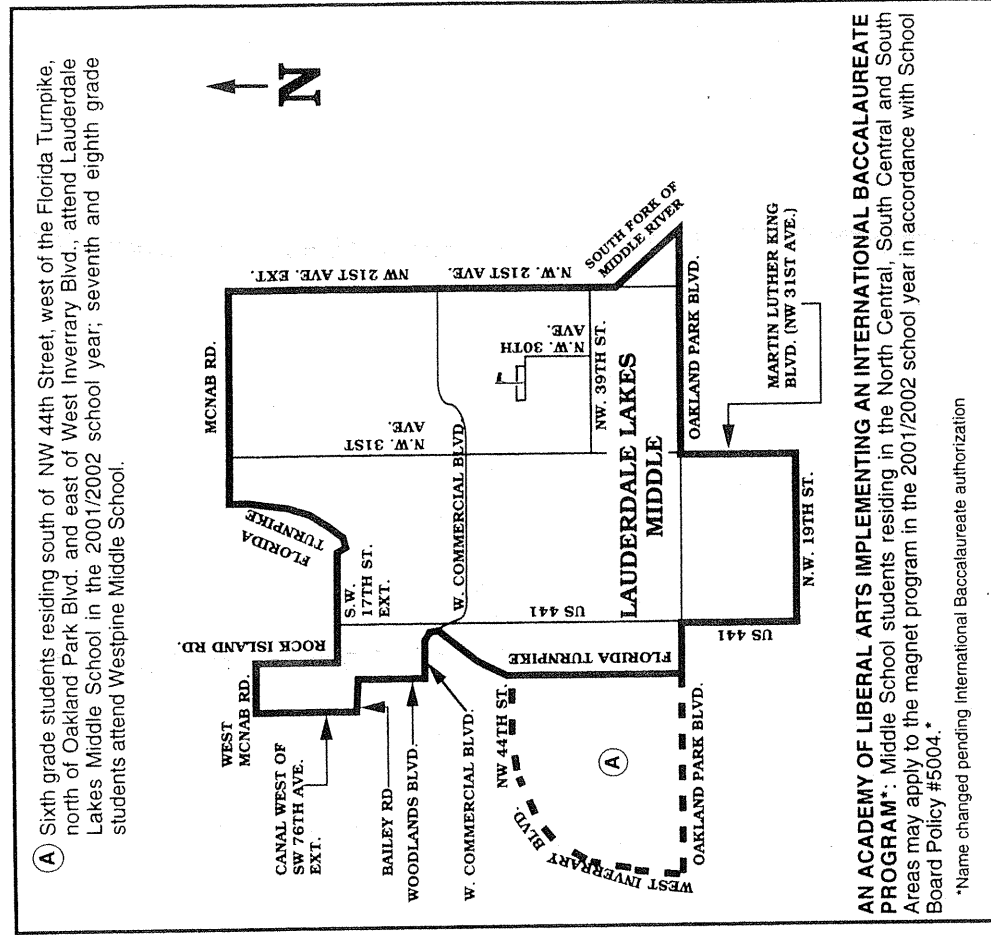 (A) Sixth grade students residing south of NW 44th Street, west of the Florida Turnpike,
north of Oakland Park Blvd. and east of West Inverrary Blvd., attend Lauderdale
Lakes Middle School in the 2001/2002 school year; seventh and eighth grade
students attend Westpine Middle School.
N
MCNAB RD.
FLORIDA
TURNPIKE
WEST
MCNAB RD.
ROCK ISLAND RD.
S.W.
17TH ST.
EXT.
CANAL WEST OF
SW 76TH AVE.
EXT.
BAILEY RD
WOODLANDS BLVD.
W. COMMERCIAL BLVD.
W. COMMERCIAL BLVD.
N.W. 31ST
AVE.
NW 21ST AVE. EXT.
N.W. 21ST AVE.
N.W. 30TH
AVE.
NW. 39TH ST.
SOUTH FORK OF
MIDDLE RIVER
US 441
FLORIDA TURNPIKE
NW 44TH ST.
WEST INVERRARY BLVD.
(A)
LAUDERDALE LAKES
MIDDLE
OAKLAND PARK BLVD.
OAKLAND PARK BLVD.
US 441
N.W. 19TH ST.
MARTIN LUTHER KING
BLVD. (NW 31ST AVE.)
AN ACADEMY OF LIBERAL ARTS IMPLEMENTING AN INTERNATIONAL BACCALAUREATE
PROGRAM*: Middle School students residing in the North Central, South Central and South
Areas may apply to the magnet program in the 2001/2002 school year in accordance with School
Board Policy #5004.*
*Name changed pending International Baccalaureate authorization